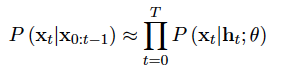 P (x_t|x_{0:t−1}) ≈ ∏_{t=0}^{T} P (x_t|h_t; θ)